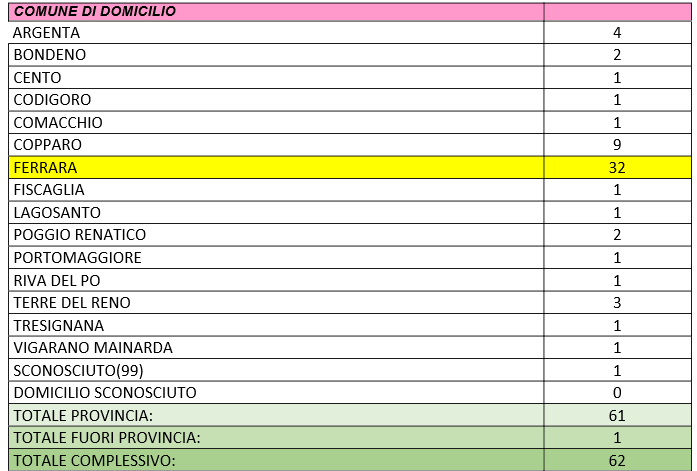 COMUNE DI DOMICILIO
ARGENTA 4
BONDENO 2
CENTO 1
CODIGORO 1
COMACCHIO 1
COPPARO 9
FERRARA 32
FISCAGLIA 1
LAGOSANTO 1
POGGIO RENATICO 2
PORTOMAGGIORE 1
RIVA DEL PO 1
TERRE DEL RENO 3
TRESIGNANA 1
VIGARANO MAINARDA 1
SCONOSCIUTO(99) 1
DOMICILIO SCONOSCIUTO 0
TOTALE PROVINCIA: 61
TOTALE FUORI PROVINCIA: 1
TOTALE COMPLESSIVO: 62